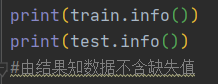 print(train.info())
print(test.info())
#由结果知数据不含缺失值